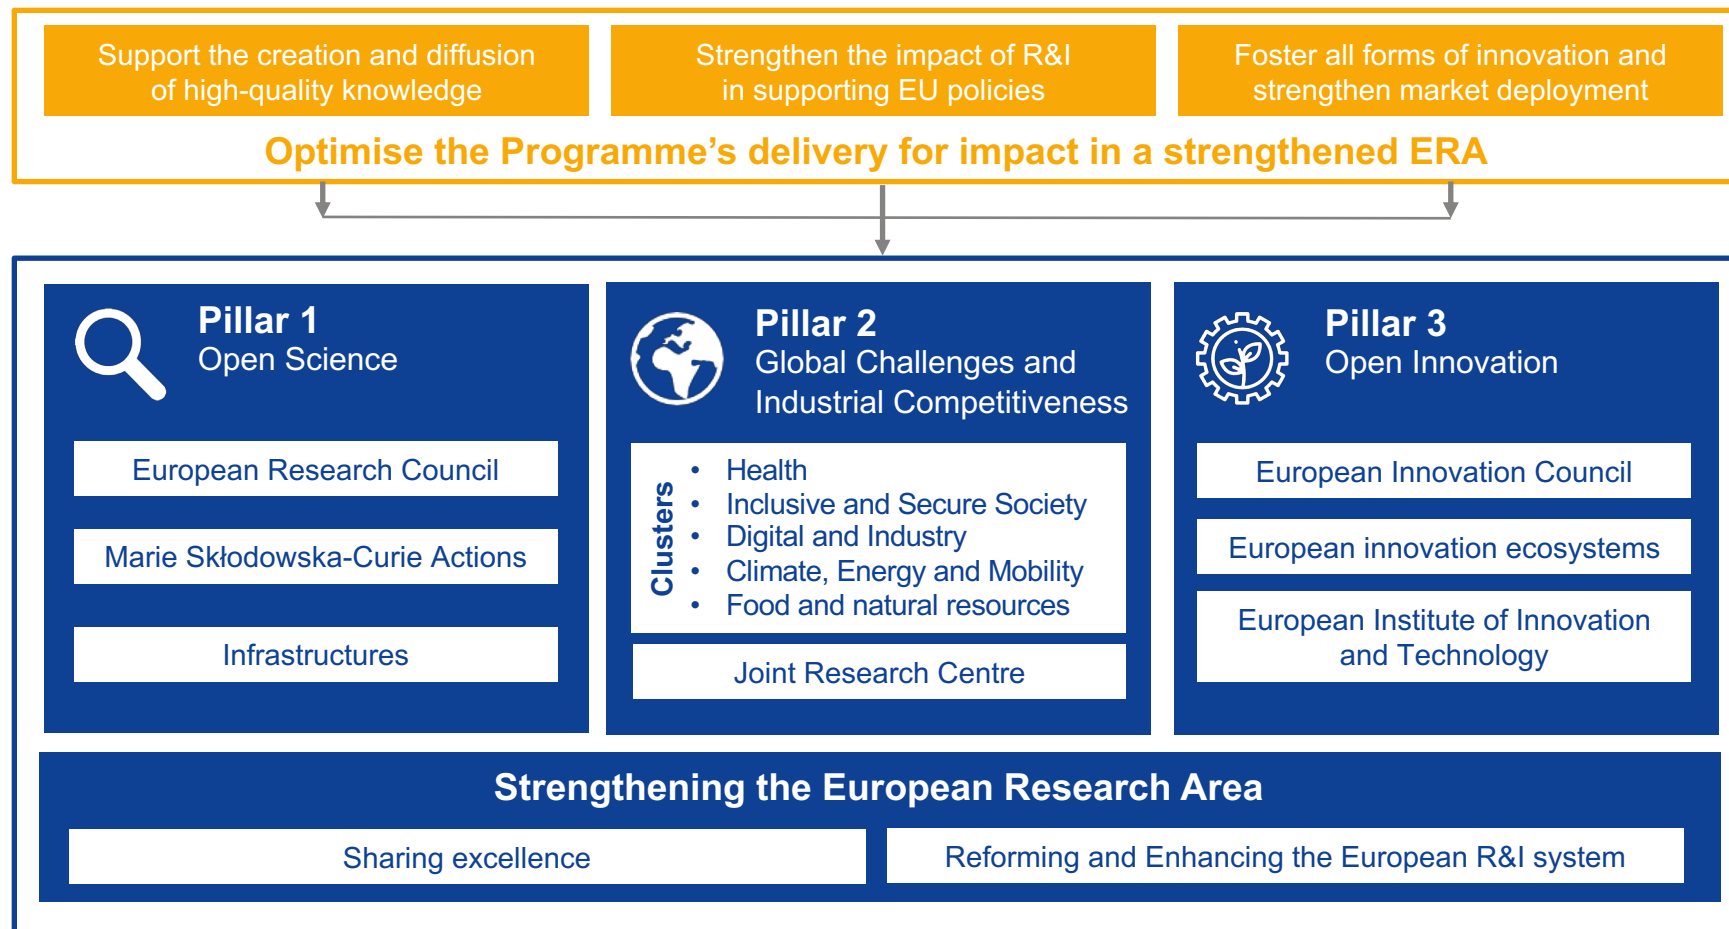 Support the creation and diffusion
of high-quality knowledge
Strengthen the impact of R&I
in supporting EU policies
Foster all forms of innovation and
strengthen market deployment
Optimise the Programme's delivery for impact in a strengthened ERA
Pillar 1
Open Science
European Research Council
Marie Skłodowska-Curie Actions
Infrastructures
Pillar 2
Global Challenges and
Industrial Competitiveness
Clusters
• Health
• Inclusive and Secure Society
• Digital and Industry
• Climate, Energy and Mobility
• Food and natural resources
Joint Research Centre
Pillar 3
Open Innovation
European Innovation Council
European innovation ecosystems
European Institute of Innovation
and Technology
Strengthening the European Research Area
Sharing excellence
Reforming and Enhancing the European R&I system